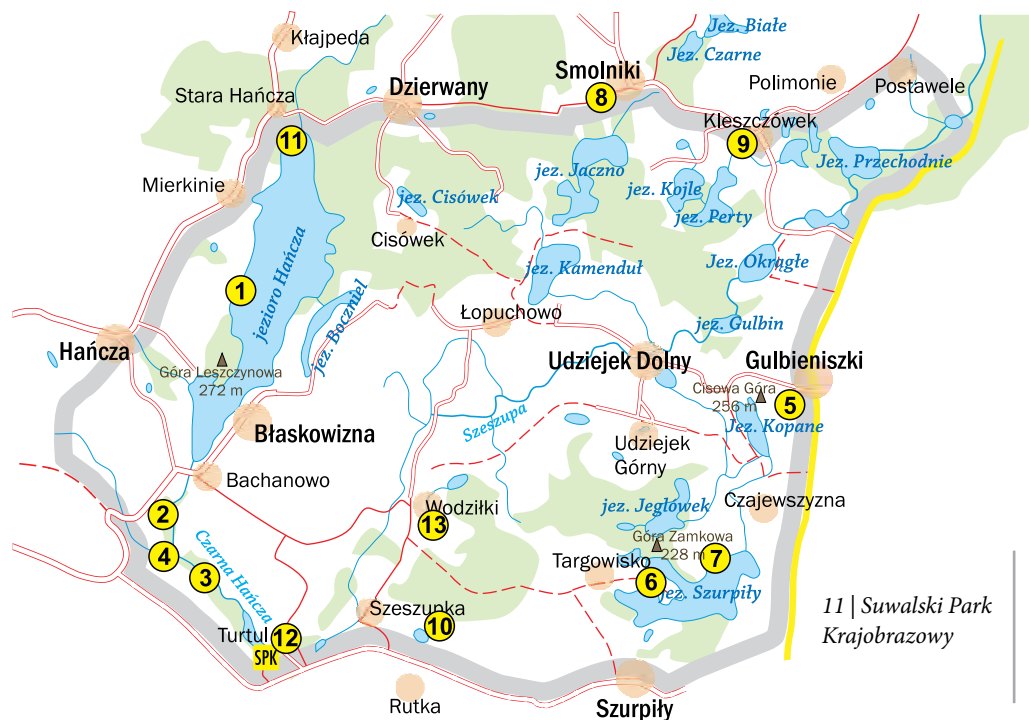 Jez. Białe
Kłajpeda
Jez. Czarne
Smolniki
Dzierwany
Polimonie
Postawele
Stara Hańcza
8
Kleszczówek
11
9
jez. Jaczno
Jez. Przechodnie
Mierkinie
jez. Kojle
jez. Cisówek
jez. Perty
Cisówek
jez. Kamenduł
Jez. Okrągłe
1
jezioro Hańcza
jez. Boczniel
Łopuchowo
jez. Gulbin
Hańcza
Udziejek Dolny
Gulbieniszki
Góra Leszczynowa
272 m
Cisowa Góra
256 m
5
Szeszupa
Jez. Kopane
Błaskowizna
Udziejek
Górny
Bachanowo
Czajewszyzna
2
Wodziłki
jez. Jegłówek
13
Czarna Hańcza
Góra Zamkowa
228 m
4
Targowisko
7
3
6
jez. Szurpiły
Szeszupka
11 | Suwalski Park
Krajobrazowy
10
Turtul
12
SPK
Rutka
Szurpiły